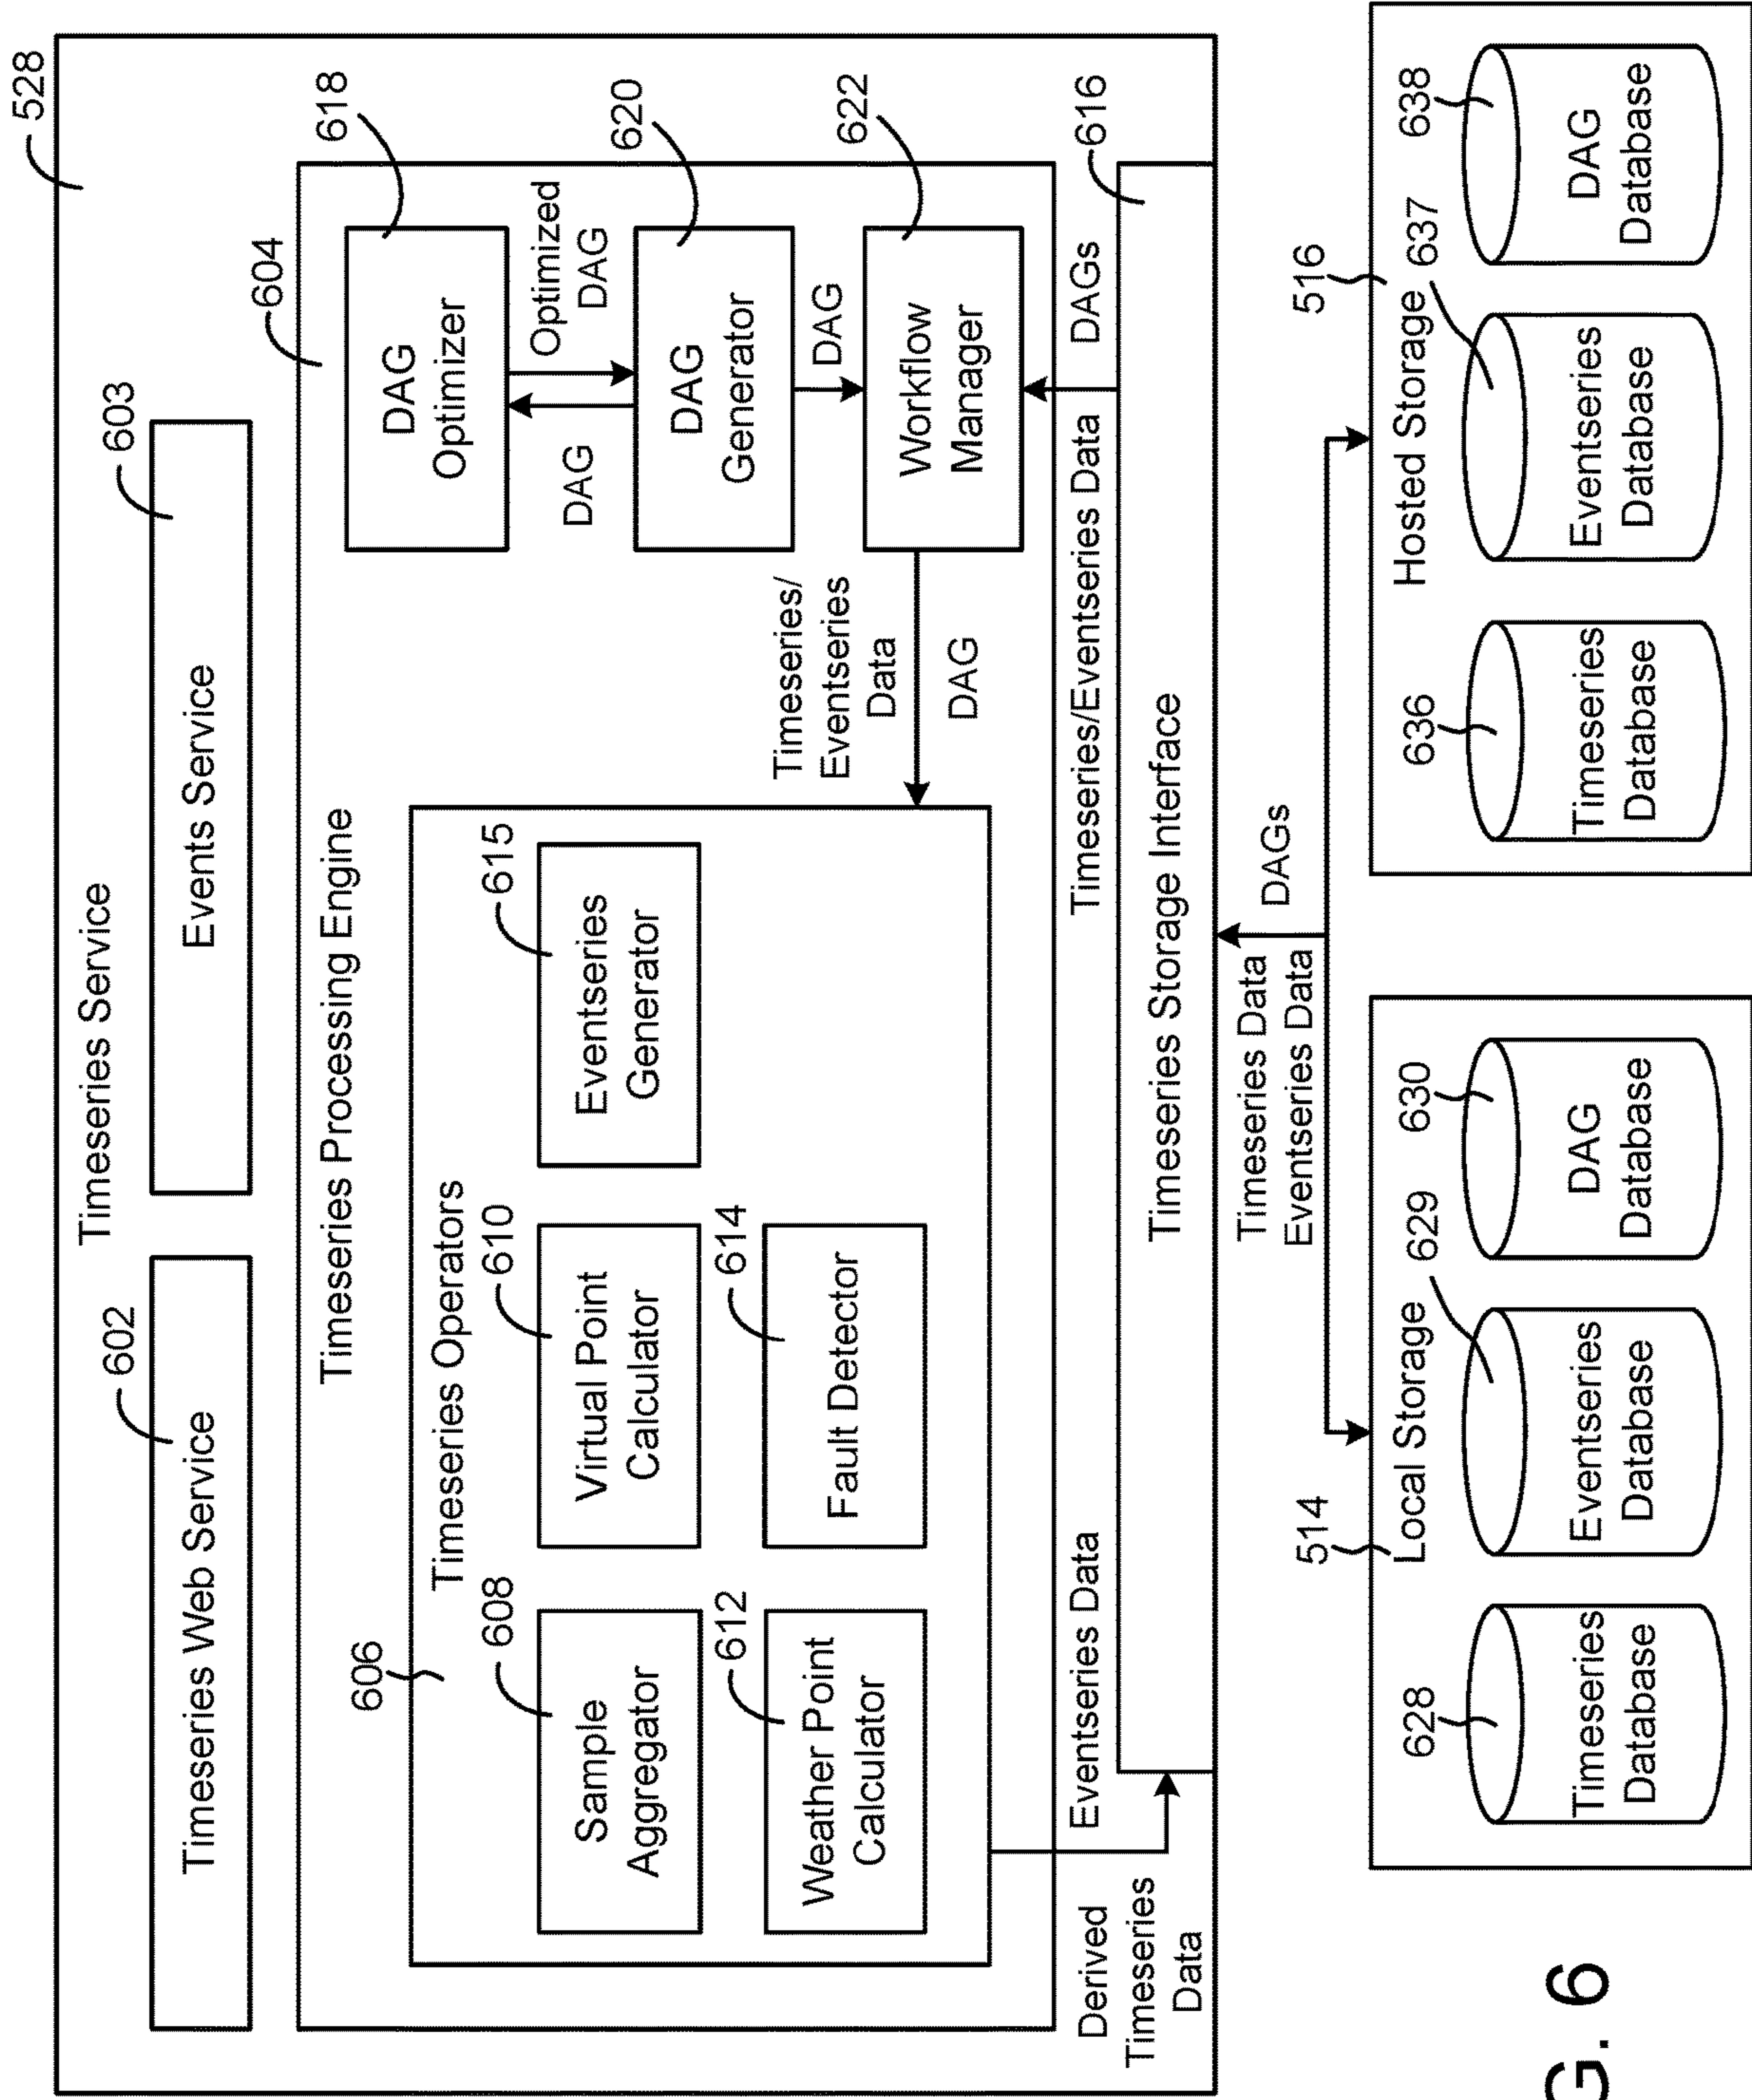 528
Timeseries Service
602
Timeseries Web Service
603
Events Service
604
Timeseries Processing Engine
606
Timeseries Operators
608
Sample
Aggregator
610
Virtual Point
Calculator
615
Eventseries
Generator
612
Weather Point
Calculator
614
Fault Detector
618
DAG
Optimizer
DAG
Optimized
DAG
620
DAG
Generator
DAG
622
Workflow
Manager
Timeseries/
Eventseries
Data
DAG
Derived
Timeseries
Data
Eventseries Data
Timeseries/Eventseries Data
DAGs
616
Timeseries Storage Interface
Timeseries Data
Eventseries Data
DAGs
514
Local Storage
628
Timeseries
Database
629
Eventseries
Database
630
DAG
Database
516
Hosted Storage
636
Timeseries
Database
637
Eventseries
Database
638
DAG
Database
G. 6